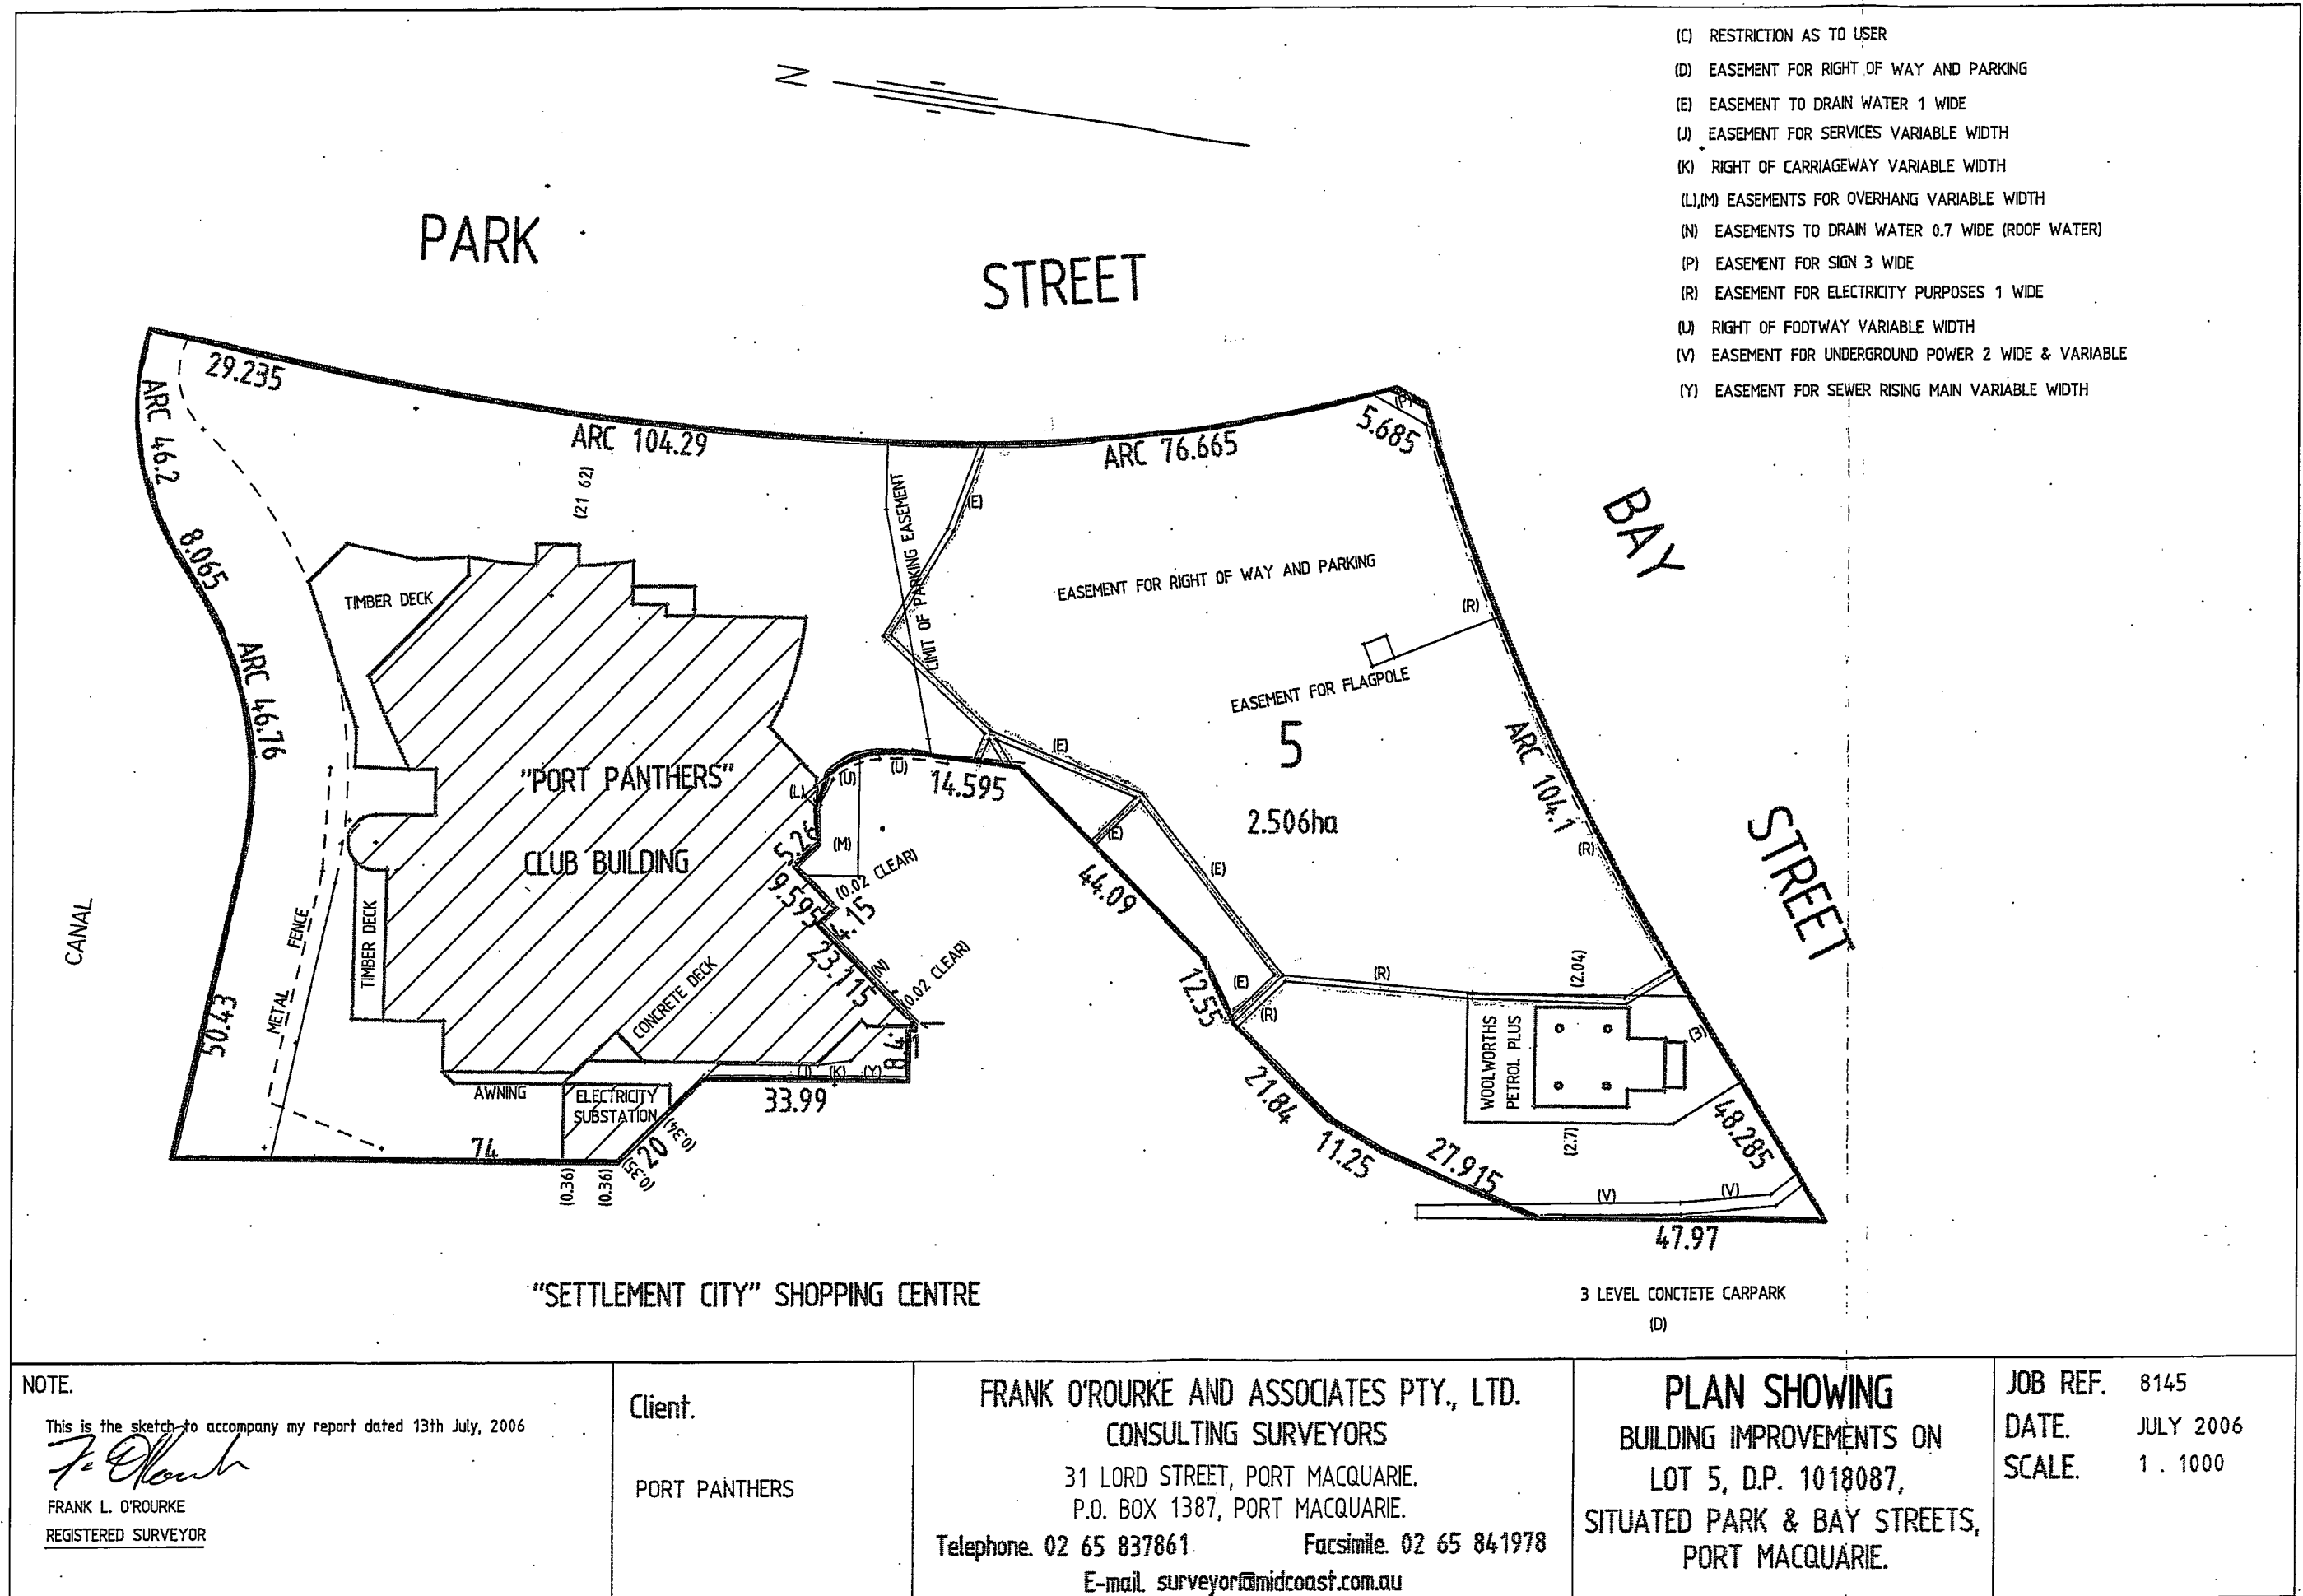 (C) RESTRICTION AS TO USER
(D) EASEMENT FOR RIGHT OF WAY AND PARKING
(E) EASEMENT TO DRAIN WATER 1 WIDE
(J) EASEMENT FOR SERVICES VARIABLE WIDTH
(K) RIGHT OF CARRIAGEWAY VARIABLE WIDTH
(L),(M) EASEMENTS FOR OVERHANG VARIABLE WIDTH
(N) EASEMENTS TO DRAIN WATER 0.7 WIDE (ROOF WATER)
(P) EASEMENT FOR SIGN 3 WIDE
(R) EASEMENT FOR ELECTRICITY PURPOSES 1 WIDE
(U) RIGHT OF FOOTWAY VARIABLE WIDTH
(V) EASEMENT FOR UNDERGROUND POWER 2 WIDE & VARIABLE
(Y) EASEMENT FOR SEWER RISING MAIN VARIABLE WIDTH
N
PARK
STREET
BAY
STREET
29.235
ARC 46.2
ARC 104.29
(21 62)
ARC 76.665
(P)
5.685
8.065
ARC 46.76
50.43
CANAL
METAL FENCE
TIMBER DECK
TIMBER DECK
"PORT PANTHERS"
CLUB BUILDING
LIMIT OF PARKING EASEMENT
(E)
EASEMENT FOR RIGHT OF WAY AND PARKING
(R)
EASEMENT FOR FLAGPOLE
5
2.506ha
ARC 104.1
(R)
(E)
(U)
(U)
14.595
(L)
(M)
5.26
9.595
4.15
(0.02 CLEAR)
23.115
(N)
(0.02 CLEAR)
CONCRETE DECK
(E)
44.09
(E)
12.55
(E)
(R)
(R)
(2.04)
8.4
1
(J) (K) (Y)
33.99
AWNING
ELECTRICITY
SUBSTATION
74
(0.36)
(0.36)
(0.35)
20
(0.34)
21.84
11.25
27.915
WOOLWORTHS
PETROL PLUS
(3)
(2.7)
48.285
(V)
(V)
47.97
"SETTLEMENT CITY" SHOPPING CENTRE
3 LEVEL CONCTETE CARPARK
(D)
NOTE.
This is the sketch to accompany my report dated 13th July, 2006
FRANK L. O'ROURKE
REGISTERED SURVEYOR
Client.
PORT PANTHERS
FRANK O'ROURKE AND ASSOCIATES PTY., LTD.
CONSULTING SURVEYORS
31 LORD STREET, PORT MACQUARIE.
P.O. BOX 1387, PORT MACQUARIE.
Telephone. 02 65 837861 Facsimile. 02 65 841978
E-mail. surveyor@midcoast.com.au
PLAN SHOWING
BUILDING IMPROVEMENTS ON
LOT 5, D.P. 1018087,
SITUATED PARK & BAY STREETS,
PORT MACQUARIE.
JOB REF. 8145
DATE. JULY 2006
SCALE. 1 . 1000